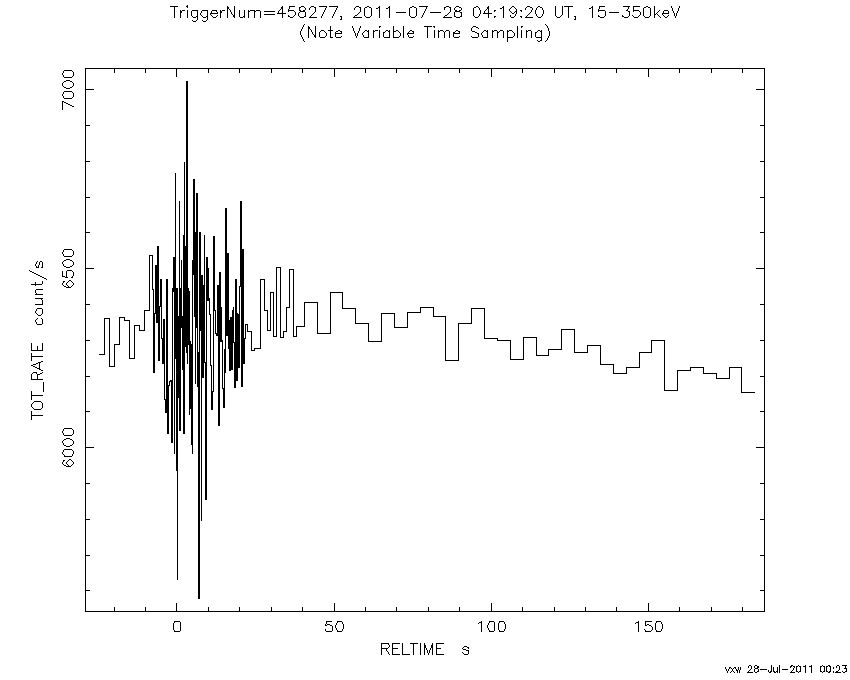 TriggerNum=458277, 2011-07-28 04:19:20 UT, 15-350keV
(Note Variable Time Sampling)
TOT_RATE count/s
7000
6500
6000
0 50 100 150
RELTIME s
vxw 28-Jul-2011 00:23